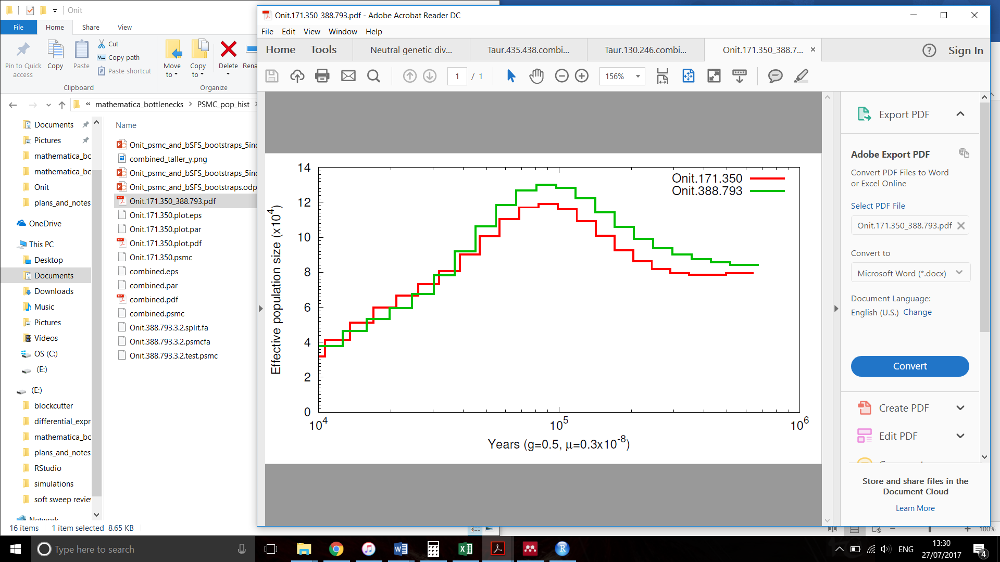 Onit
File
Home
Share
View
Pin to Quick access
Copy
Paste
Cut
Copy path
Paste shortcut
Clipboard
Move to
Copy to
Delete
Organize
« mathematica_bottlenecks > PSMC_pop_hist
Documents
Pictures
mathematica_bo
mathematica_bo
Onit
plans_and_notes
OneDrive
This PC
Desktop
Documents
Downloads
Music
Pictures
Videos
OS (C:)
(E:)
(E:)
blockcutter
differential_expr
mathematica_bo
plans_and_notes
RStudio
simulations
soft sweep review
Network
Name
Onit_psmc_and_bSFS_bootstraps_5ind
combined_taller_y.png
Onit_psmc_and_bSFS_bootstraps_5ind
Onit_psmc_and_bSFS_bootstraps.odp
Onit.171.350_388.793.pdf
Onit.171.350.plot.eps
Onit.171.350.plot.par
Onit.171.350.plot.pdf
Onit.171.350.psmc
combined.eps
combined.par
combined.pdf
combined.psmc
Onit.388.793.3.2.split.fa
Onit.388.793.3.2.psmcfa
Onit.388.793.3.2.test.psmc
16 items 1 item selected 8.65 KB
Onit.171.350_388.793.pdf - Adobe Acrobat Reader DC
File Edit View Window Help
Home Tools Neutral genetic div... Taur.435.438.combi... Taur.130.246.combi... Onit.171.350_388.7... × Sign In
1 / 1 156%
14
12
10
8
6
4
2
0
Effective population size (x10^4)
Onit.171.350
Onit.388.793
10^4 10^5 10^6
Years (g=0.5, µ=0.3x10^-8)
Export PDF
Adobe Export PDF
Convert PDF Files to Word
or Excel Online
Select PDF File
Onit.171.350_388.793.pdf
Convert to
Microsoft Word (*.docx)
Document Language:
English (U.S.) Change
Convert
Create PDF
Edit PDF
Store and share files in the
Document Cloud
Learn More
100%
Type here to search
ENG
13:30
27/07/2017
4